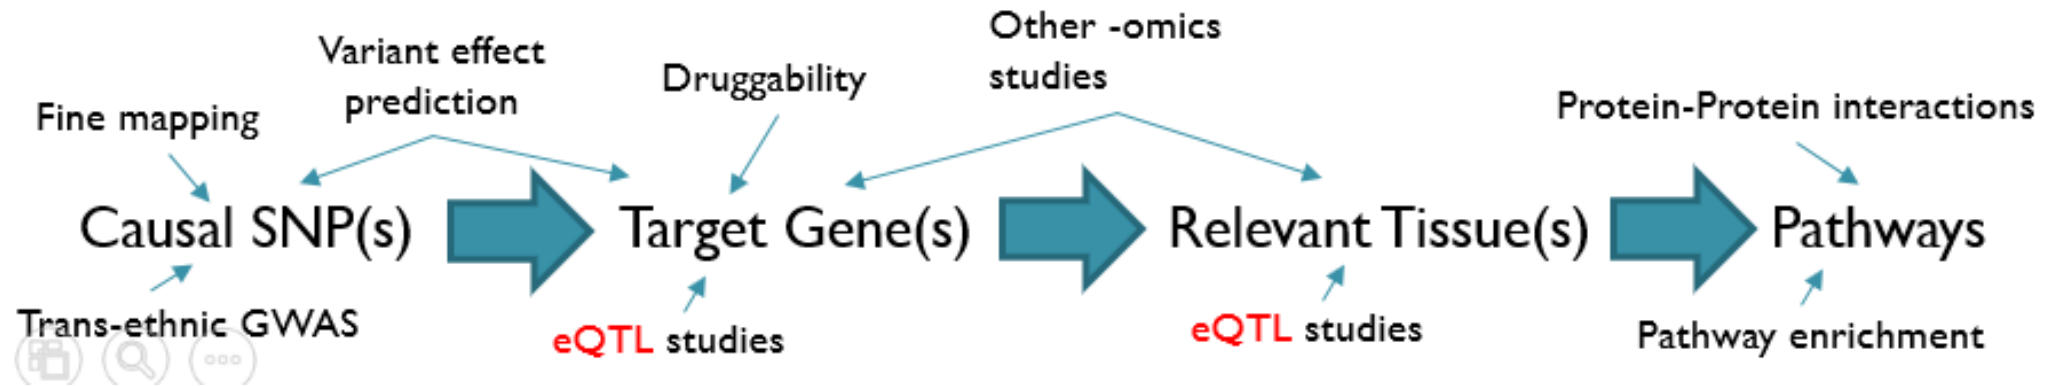 Other -omics
studies
Variant effect
prediction
Druggability
Fine mapping
Protein-Protein interactions
Causal SNP(s)
Target Gene(s)
Relevant Tissue(s)
Pathways
Trans-ethnic GWAS
eQTL studies
eQTL studies
Pathway enrichment